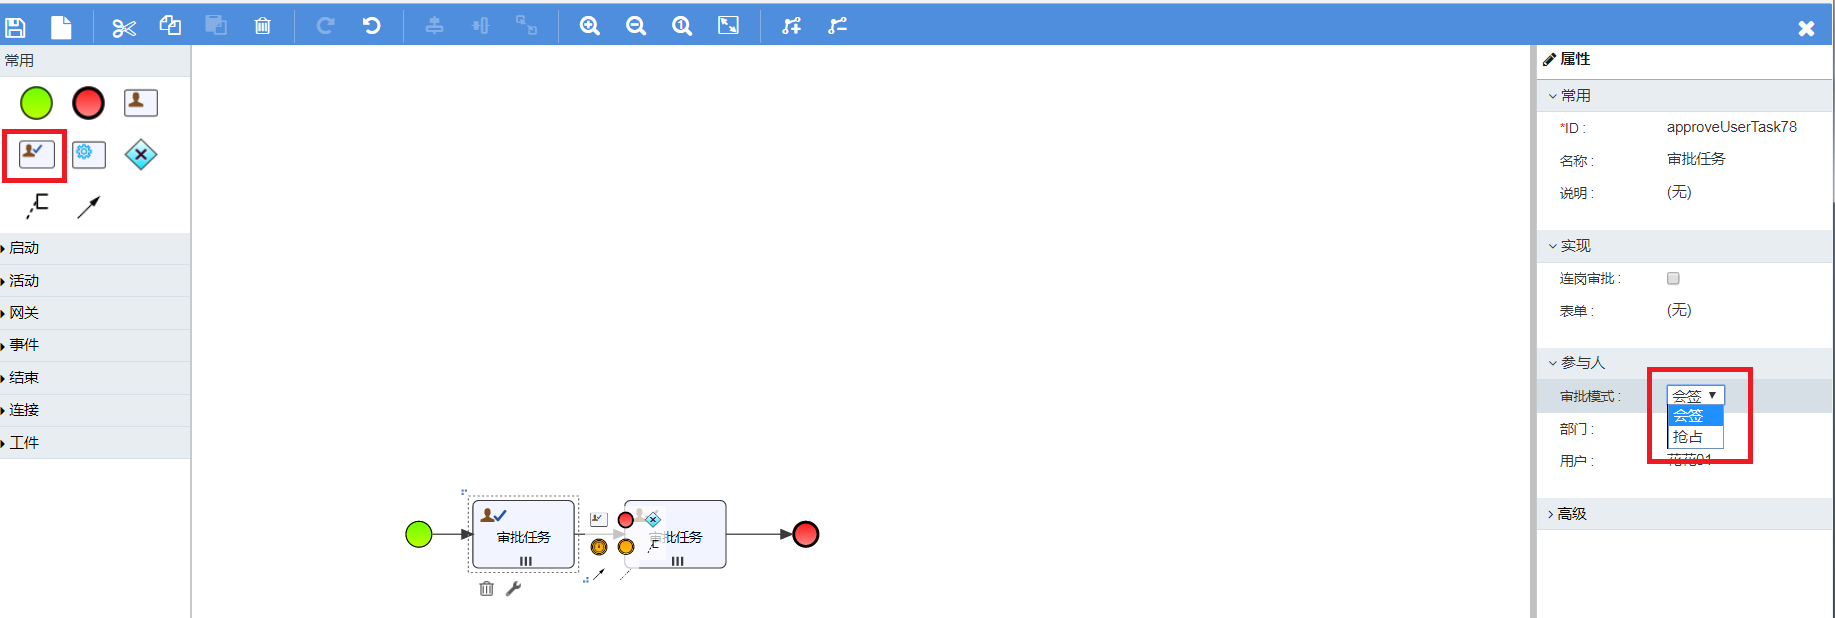 常用
启动
活动
网关
事件
结束
连接
工件
审批任务
审批任务
属性
常用
*ID :
approveUserTask78
名称 :
审批任务
说明 :
(无)
实现
连岗审批 :
表单 :
(无)
参与人
审批模式 :
会签
会签
抢占
部门 :
用户 :
花花01
高级